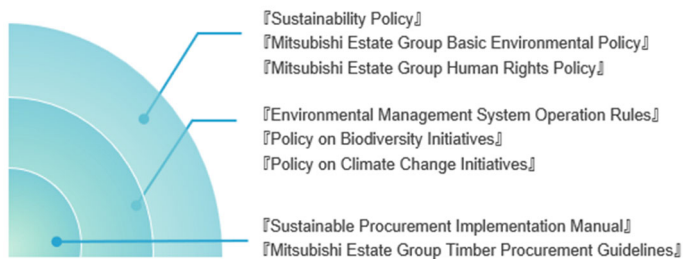 『Sustainability Policy』
『Mitsubishi Estate Group Basic Environmental Policy』
『Mitsubishi Estate Group Human Rights Policy』
『Environmental Management System Operation Rules』
『Policy on Biodiversity Initiatives』
『Policy on Climate Change Initiatives』
『Sustainable Procurement Implementation Manual』
『Mitsubishi Estate Group Timber Procurement Guidelines』